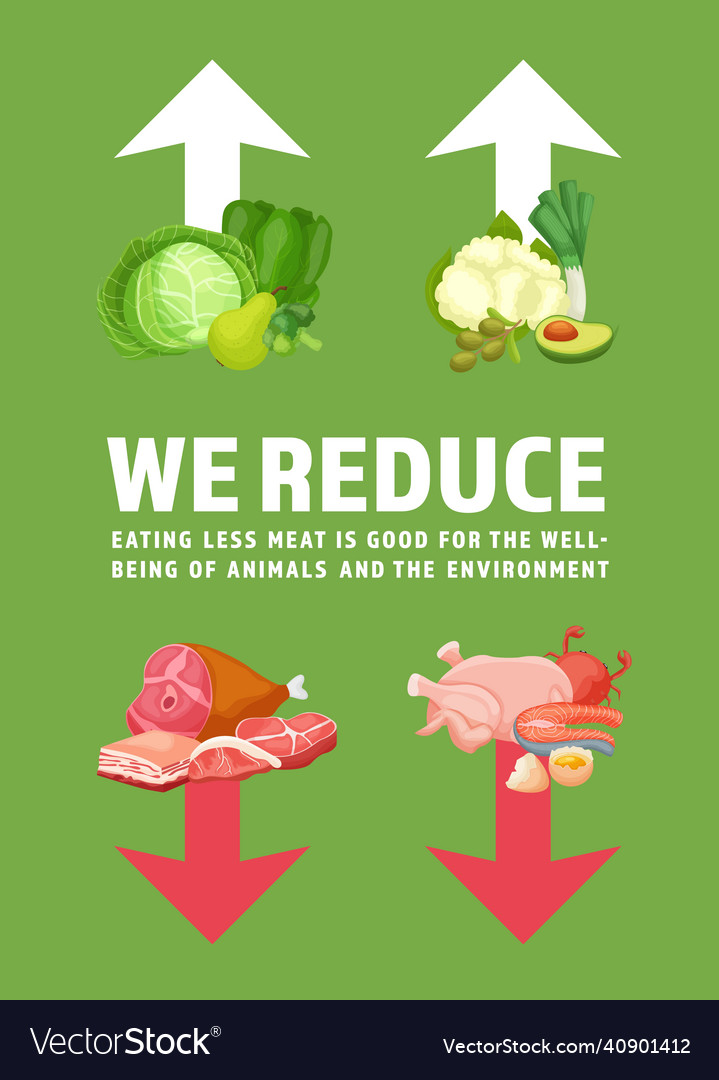 WE REDUCE
EATING LESS MEAT IS GOOD FOR THE WELL-
BEING OF ANIMALS AND THE ENVIRONMENT
VectorStock®
VectorStock.com/40901412